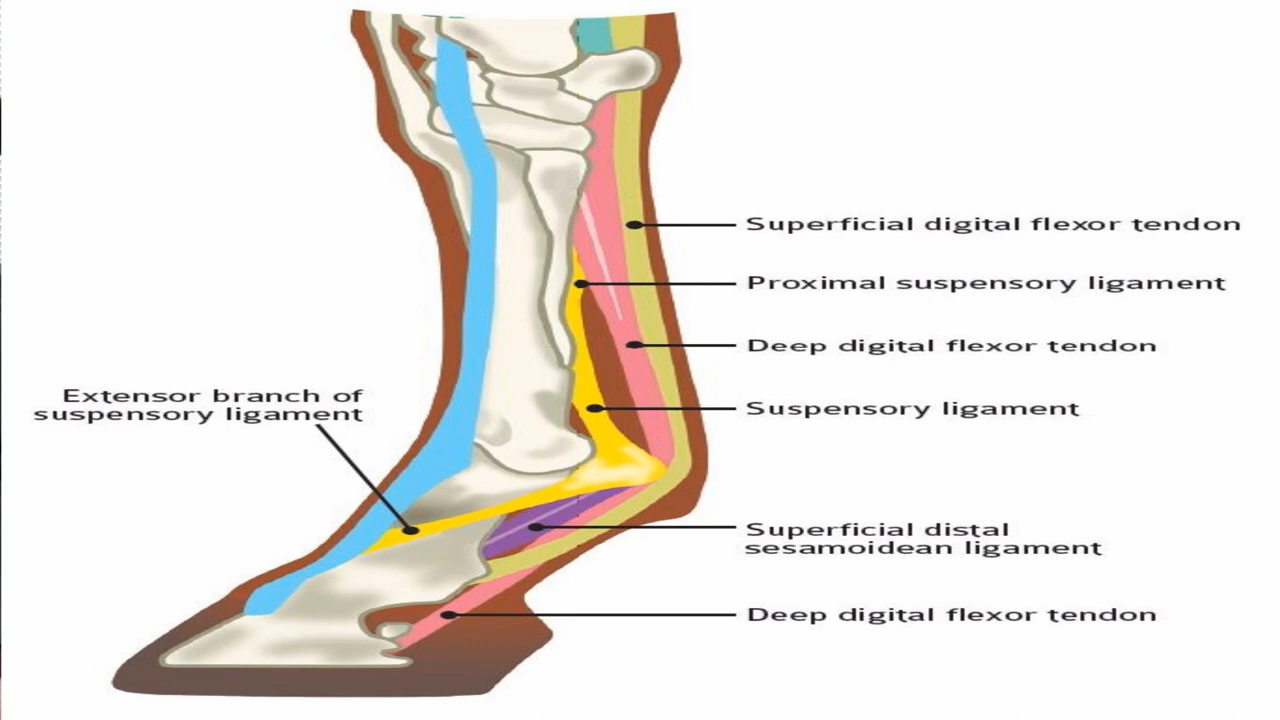 Superficial digital flexor tendon
Proximal suspensory ligament
Deep digital flexor tendon
Extensor branch of
suspensory ligament
Suspensory ligament
Superficial distal
sesamoidean ligament
Deep digital flexor tendon